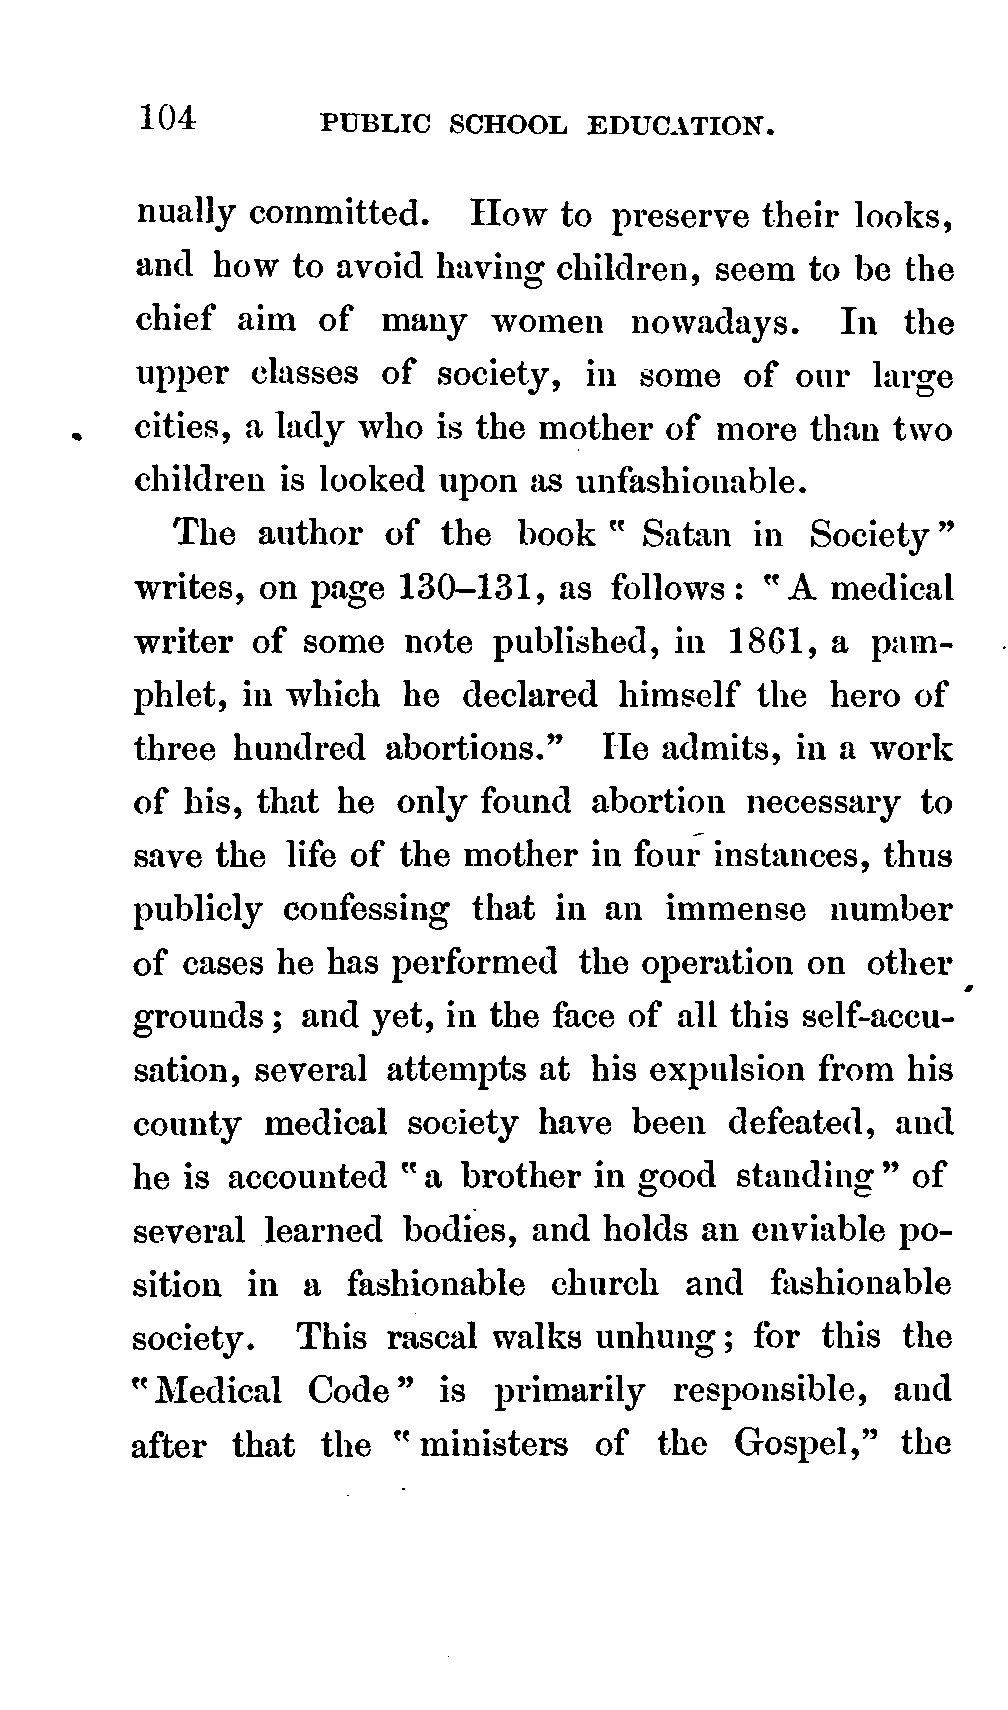 104 PUBLIC SCHOOL EDUCATION.
nually committed. How to preserve their looks,
and how to avoid having children, seem to be the
chief aim of many women nowadays. In the
upper classes of society, in some of our large
cities, a lady who is the mother of more than two
children is looked upon as unfashionable.
The author of the book "Satan in Society"
writes, on page 130–131, as follows: "A medical
writer of some note published, in 1861, a pam-
phlet, in which he declared himself the hero of
three hundred abortions." He admits, in a work
of his, that he only found abortion necessary to
save the life of the mother in four instances, thus
publicly confessing that in an immense number
of cases he has performed the operation on other
grounds; and yet, in the face of all this self-accu-
sation, several attempts at his expulsion from his
county medical society have been defeated, and
he is accounted "a brother in good standing" of
several learned bodies, and holds an enviable po-
sition in a fashionable church and fashionable
society. This rascal walks unhung; for this the
"Medical Code" is primarily responsible, and
after that the "ministers of the Gospel," the